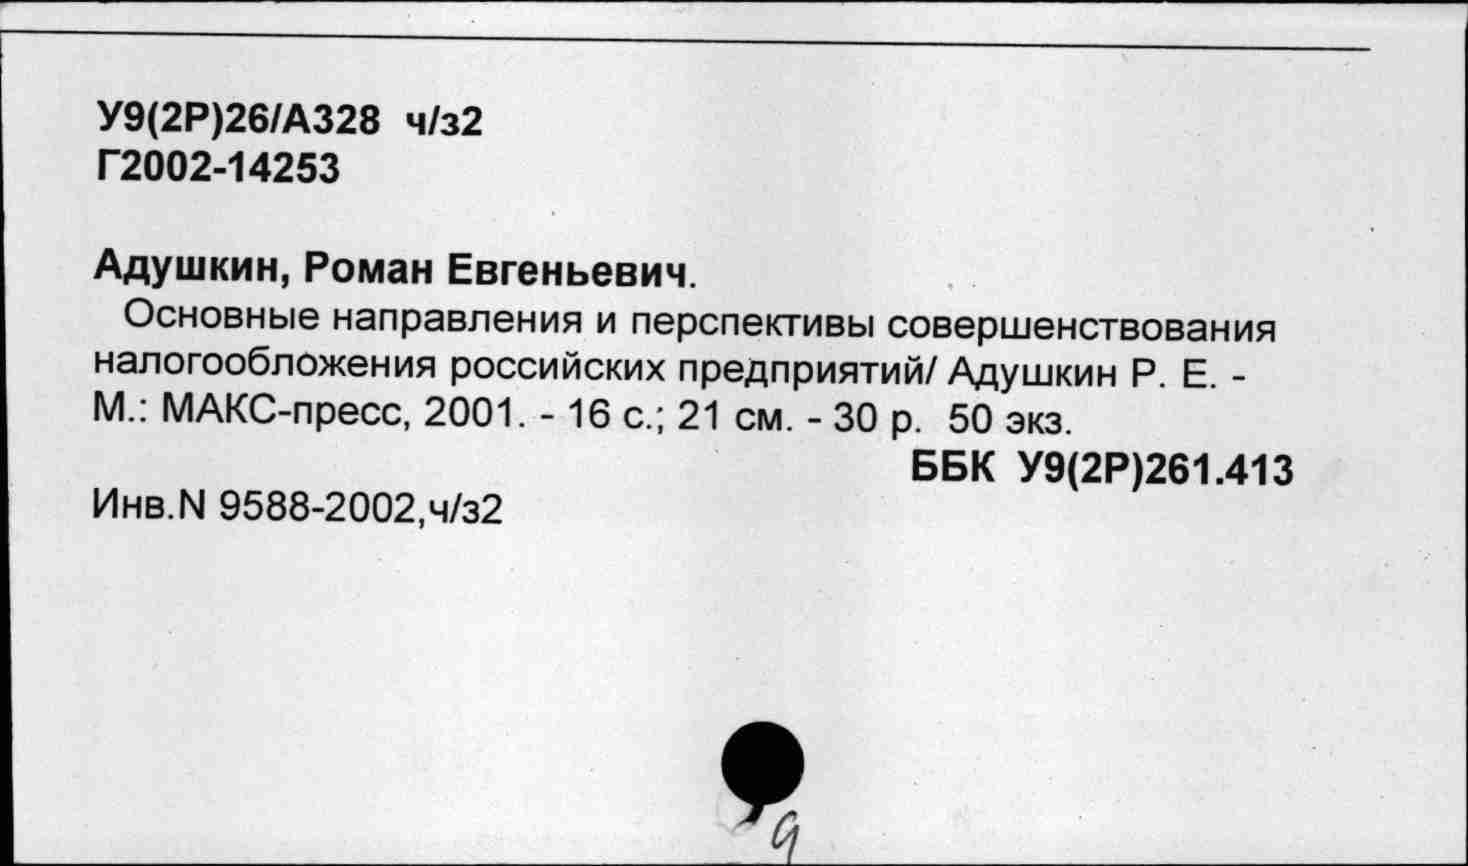 У9(2Р)26/А328 ч/з2
Г2002-14253
Адушкин, Роман Евгеньевич.
Основные направления и перспективы совершенствования
налогообложения российских предприятий/ Адушкин Р. Е. -
М.: МАКС-пресс, 2001. - 16 с.; 21 см. - 30 р. 50 экз.
ББК У9(2Р)261.413
Инв.N 9588-2002,ч/з2
9